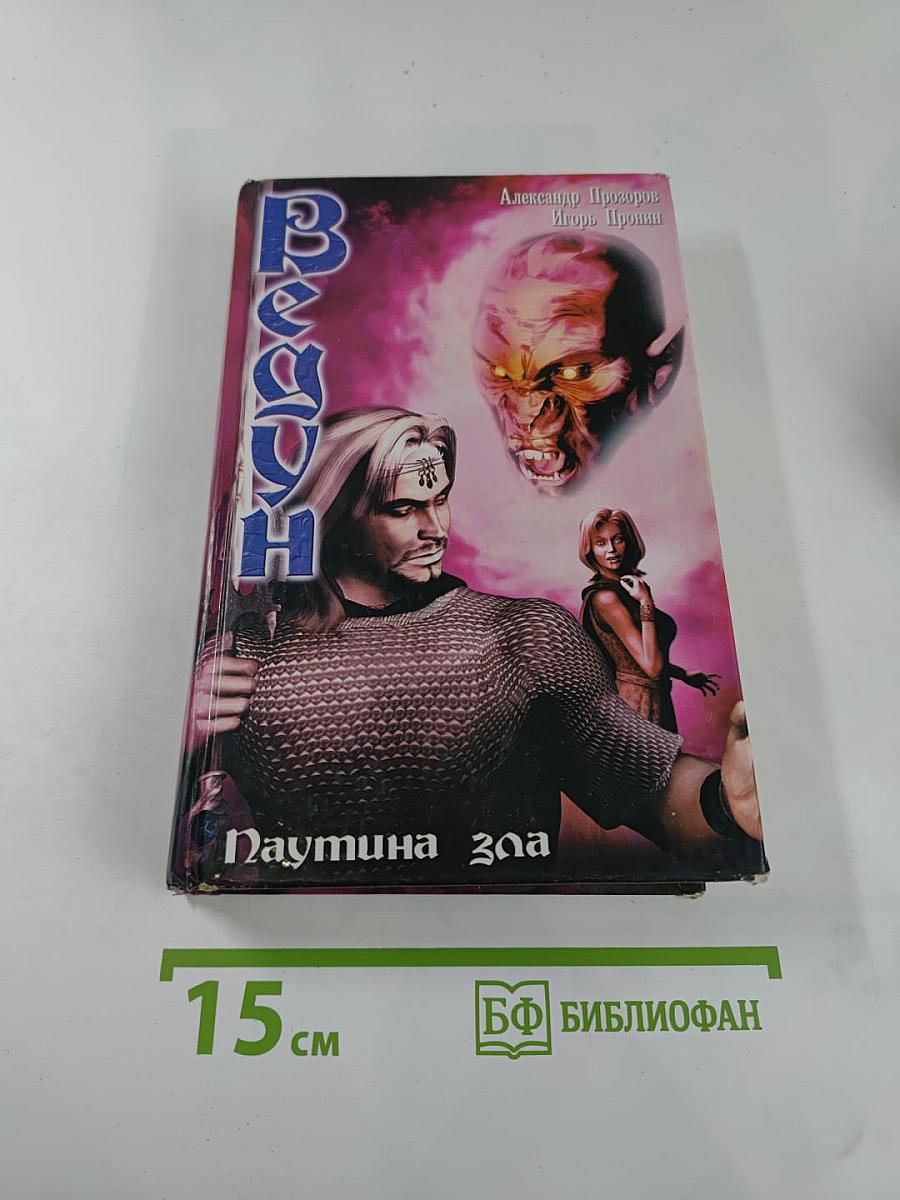 Александр Прозоров
Игорь Пронин
Ведун
Паутина зла
15 см
БФ БИБЛИОФАН